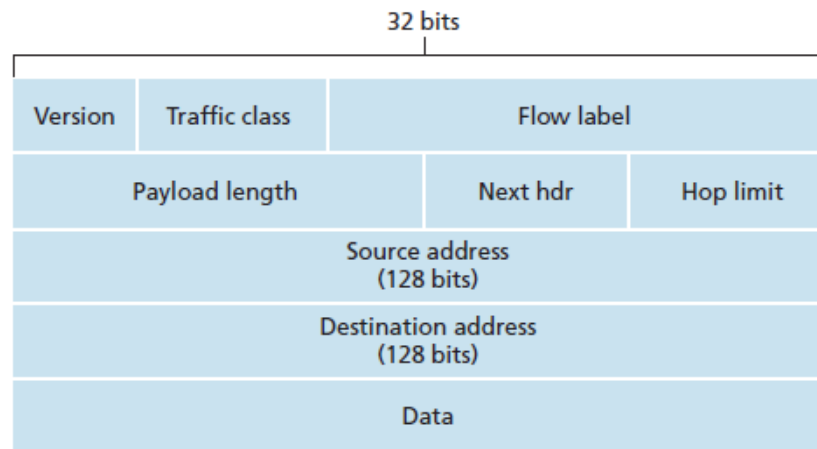 32 bits
Version Traffic class Flow label
Payload length Next hdr Hop limit
Source address
(128 bits)
Destination address
(128 bits)
Data